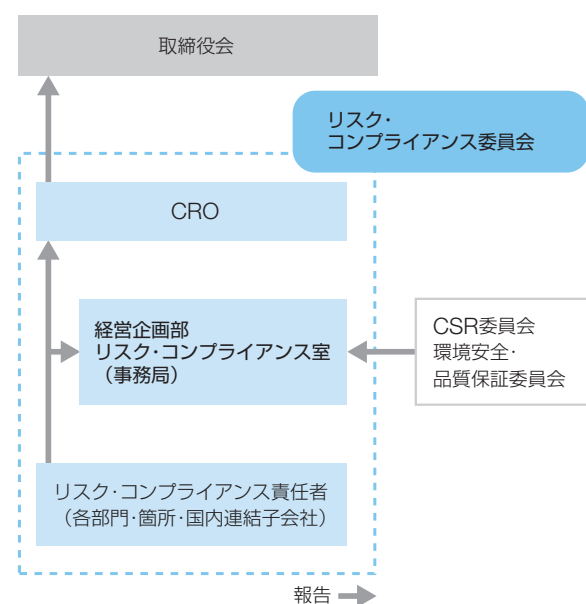 取締役会
リスク・
コンプライアンス委員会
CRO
経営企画部
リスク・コンプライアンス室
（事務局）
CSR委員会
環境安全・
品質保証委員会
リスク・コンプライアンス責任者
（各部門・箇所・国内連結子会社）
報告